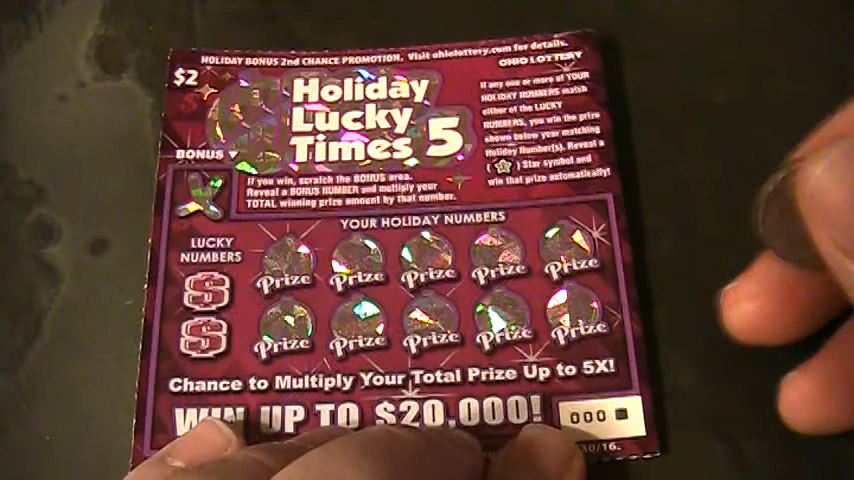 HOLIDAY BONUS 2nd CHANCE PROMOTION. Visit ohiolottery.com for details.
$2
OHIO LOTTERY
Holiday
Lucky
Times 5
If any one or more of YOUR
HOLIDAY NUMBERS match
either of the LUCKY
NUMBERS, you win the prize
shown below your matching
Holiday Number(s). Reveal a
( ) Star symbol and
win that prize automatically!
BONUS
If you win, scratch the BONUS area.
Reveal a BONUS NUMBER and multiply your
TOTAL winning prize amount by that number.
YOUR HOLIDAY NUMBERS
LUCKY
NUMBERS
$
$
Prize Prize Prize Prize Prize
Prize Prize Prize Prize Prize
Chance to Multiply Your Total Prize Up to 5X!
WIN UP TO $20,000!
000
30/16.